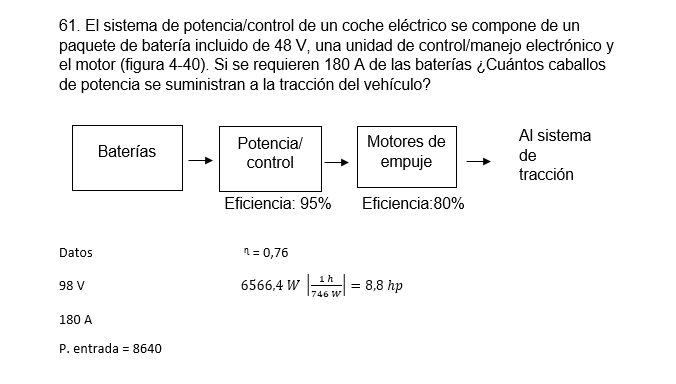 61. El sistema de potencia/control de un coche eléctrico se compone de un
paquete de batería incluido de 48 V, una unidad de control/manejo electrónico y
el motor (figura 4-40). Si se requieren 180 A de las baterías ¿Cuántos caballos
de potencia se suministran a la tracción del vehículo?
Baterías
Potencia/
control
Motores de
empuje
Al sistema
de
tracción
Eficiencia: 95%
Eficiencia:80%
Datos
η = 0,76
98 V
6566,4 W |1 h/746 W| = 8,8 hp
180 A
P. entrada = 8640